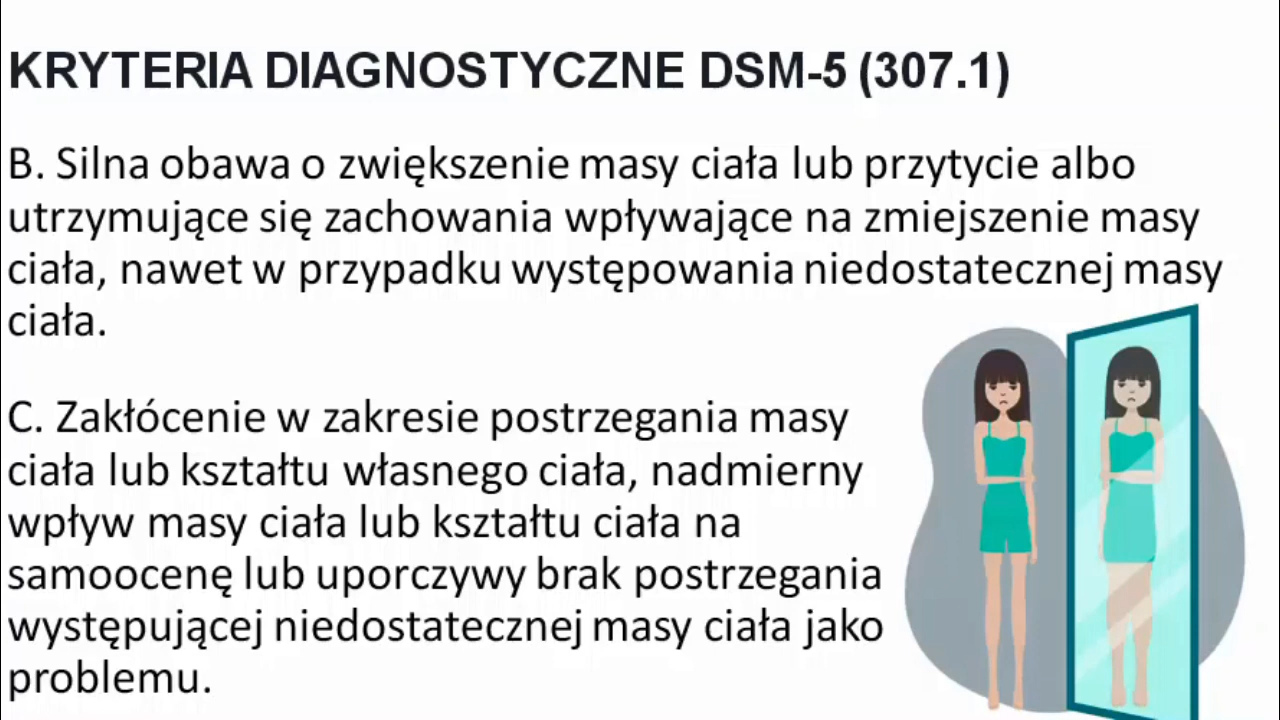 KRYTERIA DIAGNOSTYCZNE DSM-5 (307.1)
B. Silna obawa o zwiększenie masy ciała lub przytycie albo
utrzymujące się zachowania wpływające na zmiejszenie masy
ciała, nawet w przypadku występowania niedostatecznej masy
ciała.
C. Zakłócenie w zakresie postrzegania masy
ciała lub kształtu własnego ciała, nadmierny
wpływ masy ciała lub kształtu ciała na
samoocenę lub uporczywy brak postrzegania
występującej niedostatecznej masy ciała jako
problemu.